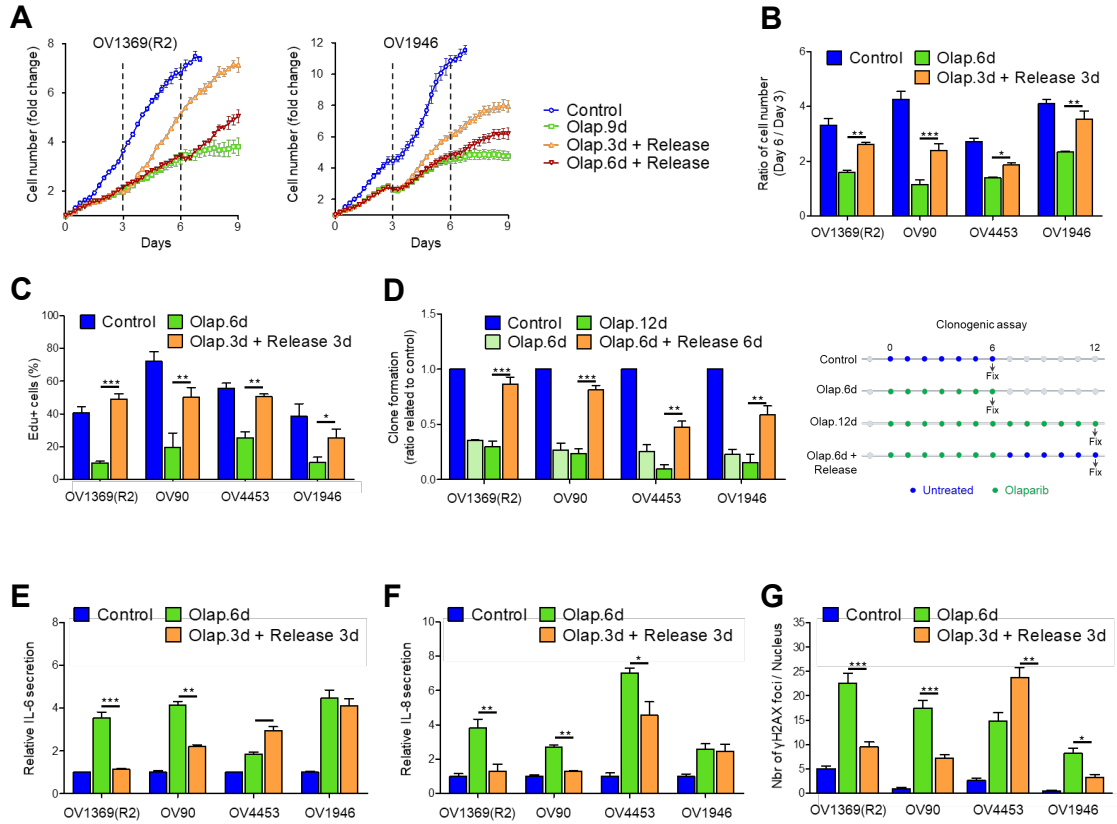 A
OV1369(R2)
OV1946
Cell number (fold change)
8
6
4
2
0
3
6
9
Days
Cell number (fold change)
12
10
8
6
4
2
0
3
6
9
Days
Control
Olap.9d
Olap.3d + Release
Olap.6d + Release
B
Control
Olap.6d
Olap.3d + Release 3d
Ratio of cell number
(Day 6 / Day 3)
6
4
2
0
**
***
*
**
OV1369(R2)
OV90
OV4453
OV1946
C
Control
Olap.6d
Olap.3d + Release 3d
Edu+ cells (%)
100
80
60
40
20
0
***
**
**
*
OV1369(R2)
OV90
OV4453
OV1946
D
Control
Olap.12d
Olap.6d
Olap.6d + Release 6d
Clone formation
(ratio related to control)
1.5
1.0
0.5
0.0
***
***
**
**
OV1369(R2)
OV90
OV4453
OV1946
Clonogenic assay
0
6
12
Control
Fix
Olap.6d
Fix
Olap.12d
Fix
Olap.6d +
Release
Fix
Untreated
Olaparib
E
Control
Olap.6d
Olap.3d + Release 3d
Relative IL-6 secretion
8
6
4
2
0
***
**
OV1369(R2)
OV90
OV4453
OV1946
F
Control
Olap.6d
Olap.3d + Release 3d
Relative IL-8 secretion
10
8
6
4
2
0
**
**
*
OV1369(R2)
OV90
OV4453
OV1946
G
Control
Olap.6d
Olap.3d + Release 3d
Nbr of γH2AX foci / Nucleus
35
30
25
20
15
10
5
0
***
***
**
*
OV1369(R2)
OV90
OV4453
OV1946